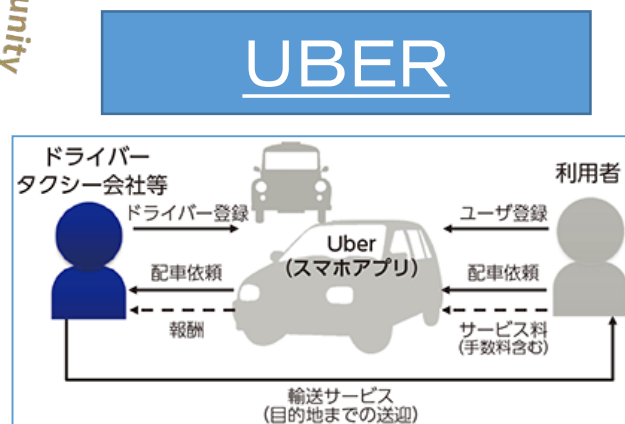 unity
UBER
ドライバー
タクシー会社等
利用者
ドライバー登録
ユーザ登録
Uber
(スマホアプリ)
配車依頼
配車依頼
報酬
サービス料
(手数料含む)
輸送サービス
(目的地までの送迎)